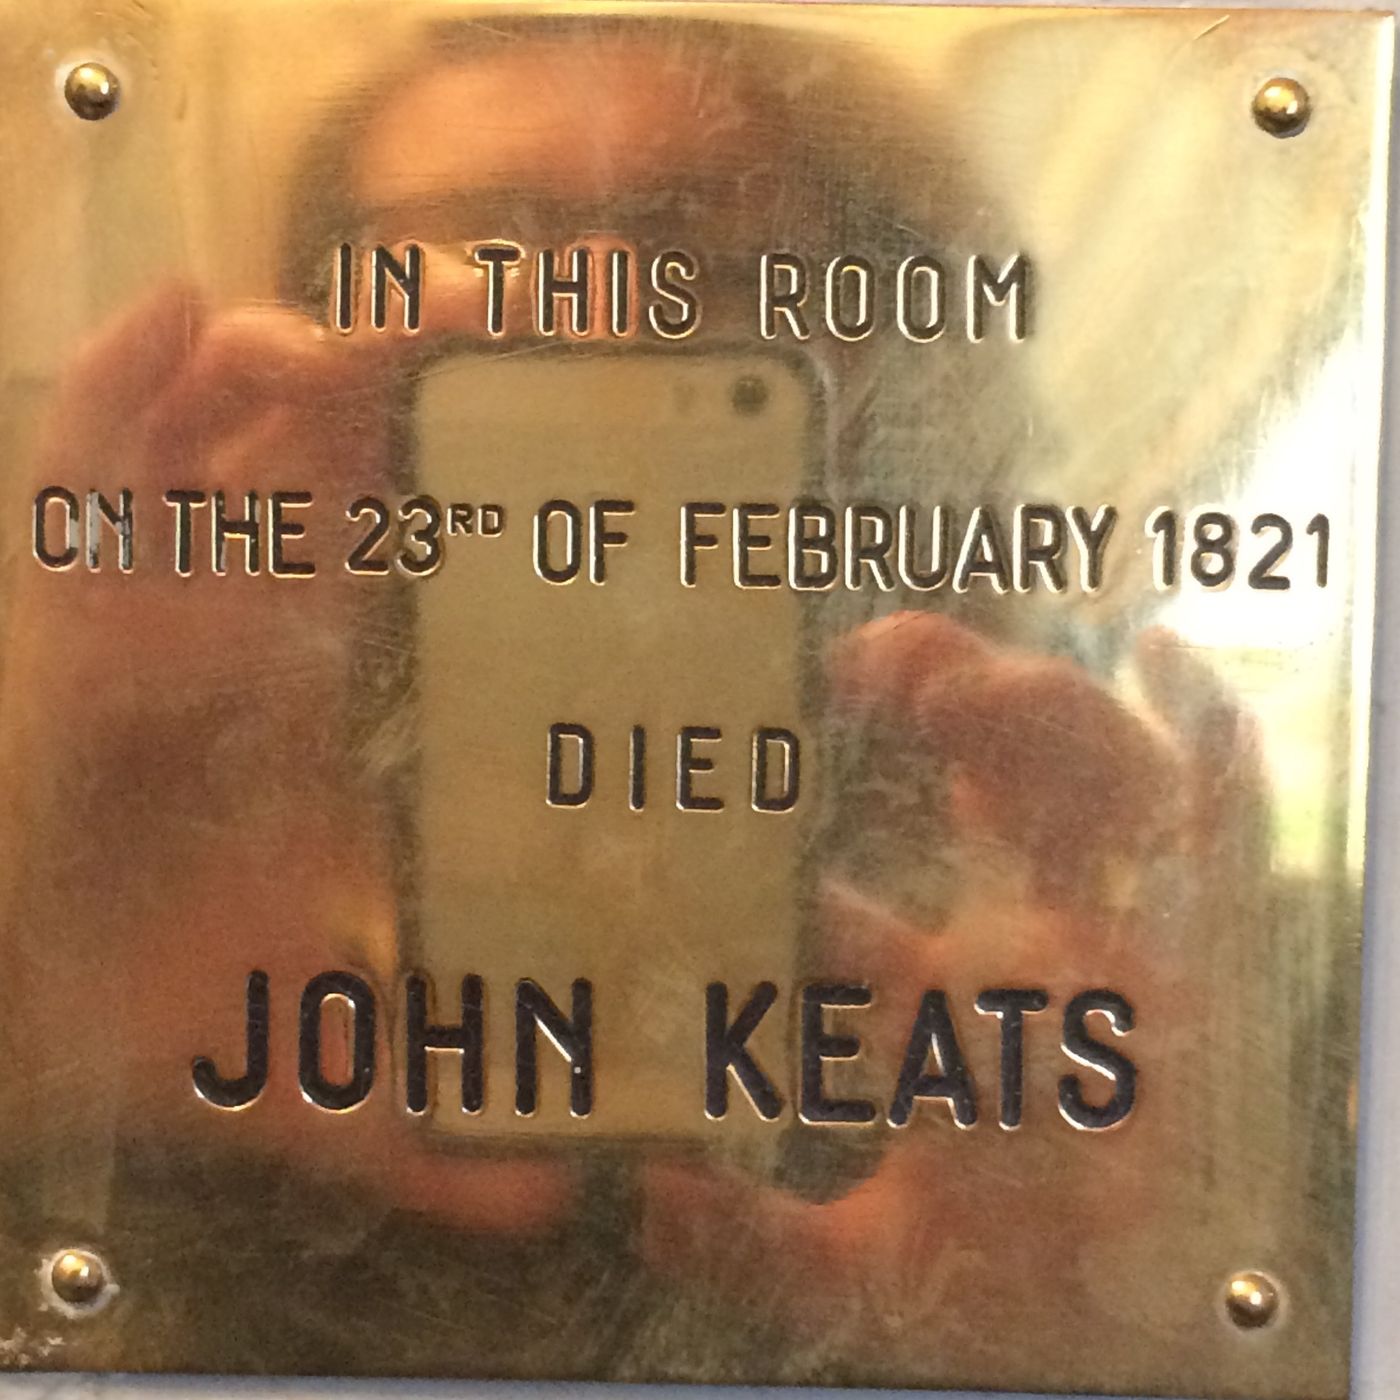 IN THIS ROOM
ON THE 23RD OF FEBRUARY 1821
DIED
JOHN KEATS